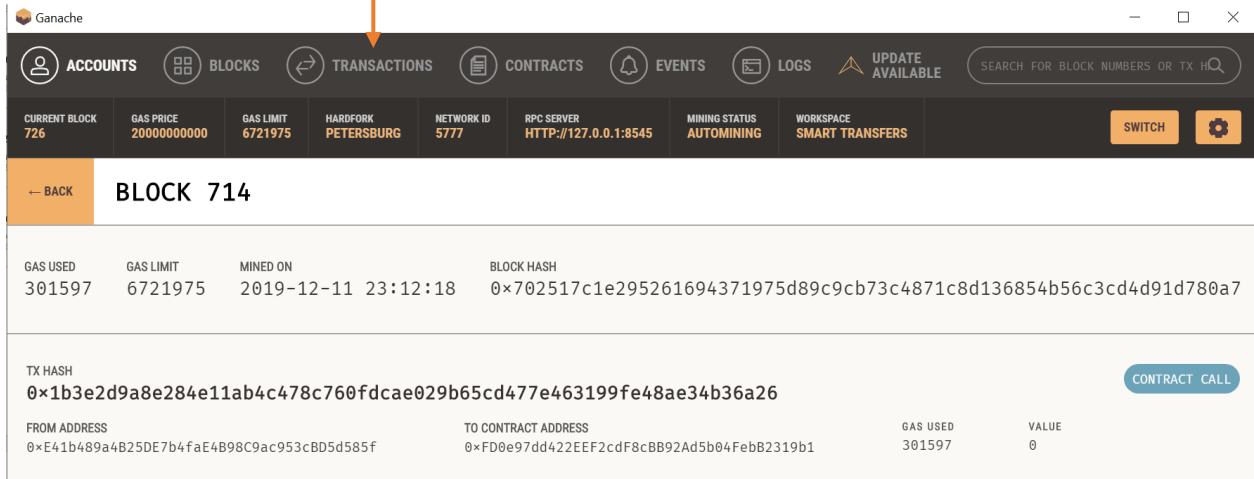 Ganache
ACCOUNTS BLOCKS TRANSACTIONS CONTRACTS EVENTS LOGS UPDATE AVAILABLE SEARCH FOR BLOCK NUMBERS OR TX H
CURRENT BLOCK GAS PRICE GAS LIMIT HARDFORK NETWORK ID RPC SERVER MINING STATUS WORKSPACE
726 20000000000 6721975 PETERSBURG 5777 HTTP://127.0.0.1:8545 AUTOMINING SMART TRANSFERS SWITCH
← BACK BLOCK 714
GAS USED GAS LIMIT MINED ON BLOCK HASH
301597 6721975 2019-12-11 23:12:18 0×702517c1e295261694371975d89c9cb73c4871c8d136854b56c3cd4d91d780a7
TX HASH
0×1b3e2d9a8e284e11ab4c478c760fdcae029b65cd477e463199fe48ae34b36a26 CONTRACT CALL
FROM ADDRESS TO CONTRACT ADDRESS GAS USED VALUE
0×E41b489a4B25DE7b4faE4B98C9ac953cBD5d585f 0×FD0e97dd422EEF2cdF8cBB92Ad5b04FebB2319b1 301597 0